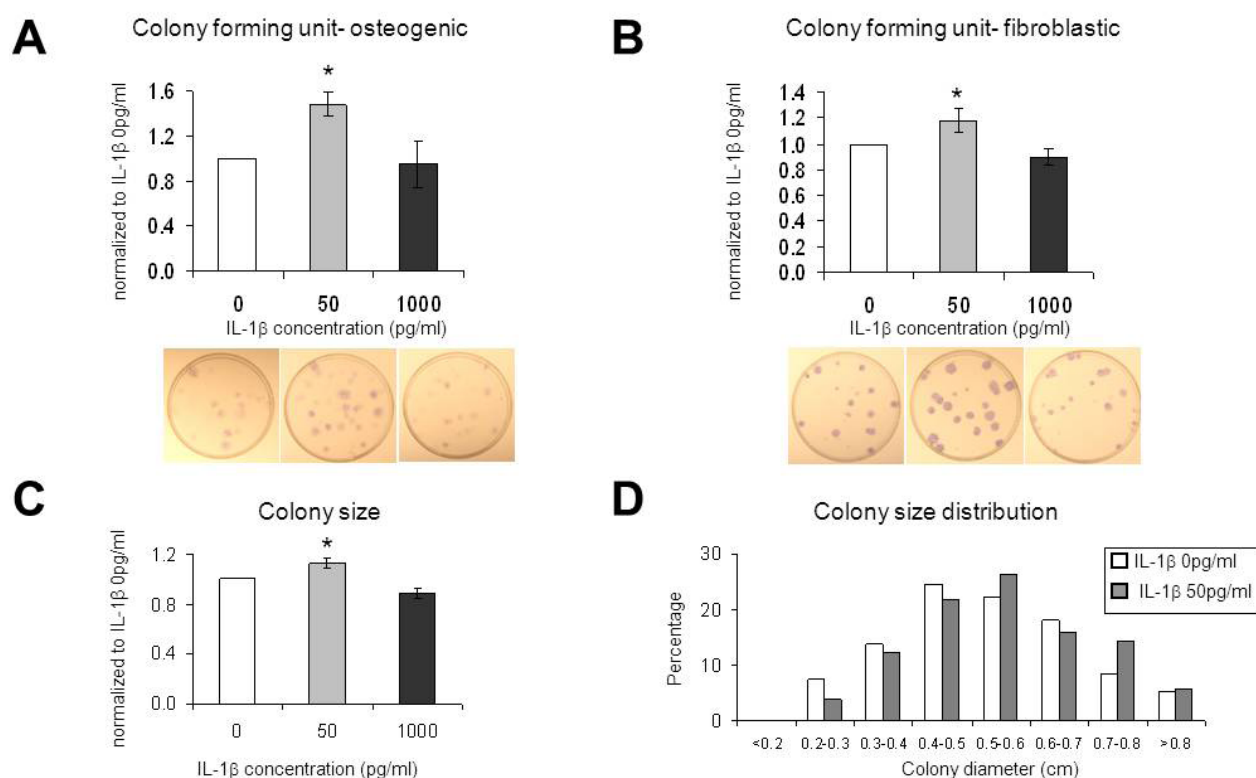 A
Colony forming unit- osteogenic
normalized to IL-1β 0pg/ml
1.6
1.2
0.8
0.4
0.0
*
0 50 1000
IL-1β concentration (pg/ml)
B
Colony forming unit- fibroblastic
normalized to IL-1β 0pg/ml
1.4
1.2
1.0
0.8
0.6
0.4
0.2
0.0
*
0 50 1000
IL-1β concentration (pg/ml)
C
Colony size
normalized to IL-1β 0pg/ml
1.2
0.8
0.4
0.0
*
0 50 1000
IL-1β concentration (pg/ml)
D
Colony size distribution
Percentage
30
20
10
0
IL-1β 0pg/ml
IL-1β 50pg/ml
<0.2 0.2-0.3 0.3-0.4 0.4-0.5 0.5-0.6 0.6-0.7 0.7-0.8 >0.8
Colony diameter (cm)